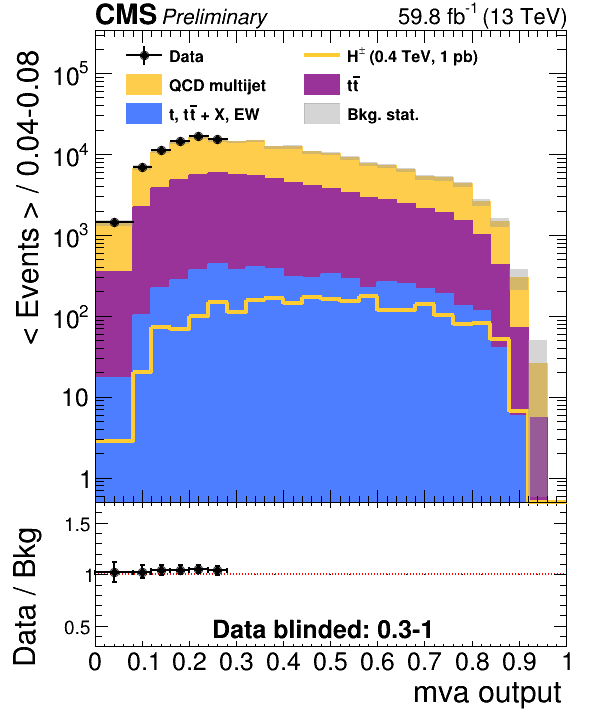 CMS Preliminary 59.8 fb⁻¹ (13 TeV)
< Events > / 0.04-0.08
Data
H± (0.4 TeV, 1 pb)
QCD multijet
tt̄
t, tt̄ + X, EW
Bkg. stat.
10⁵
10⁴
10³
10²
10
1
Data / Bkg
1.5
1
0.5
Data blinded: 0.3-1
0 0.1 0.2 0.3 0.4 0.5 0.6 0.7 0.8 0.9 1
mva output